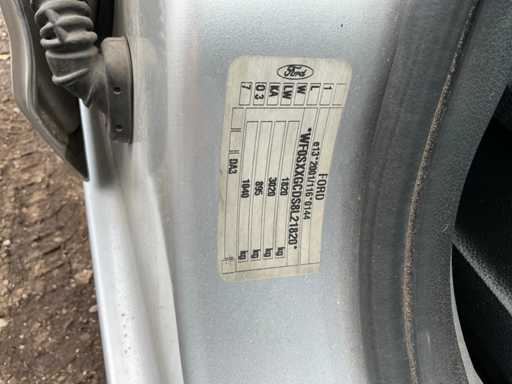 Ford
FORD
e13*2001/116*0144
*WF0SXXGCDS8L21820*
1820 kg
3020 kg
895 kg
1040 kg
DA3
1 L W LW KA 0.3 7